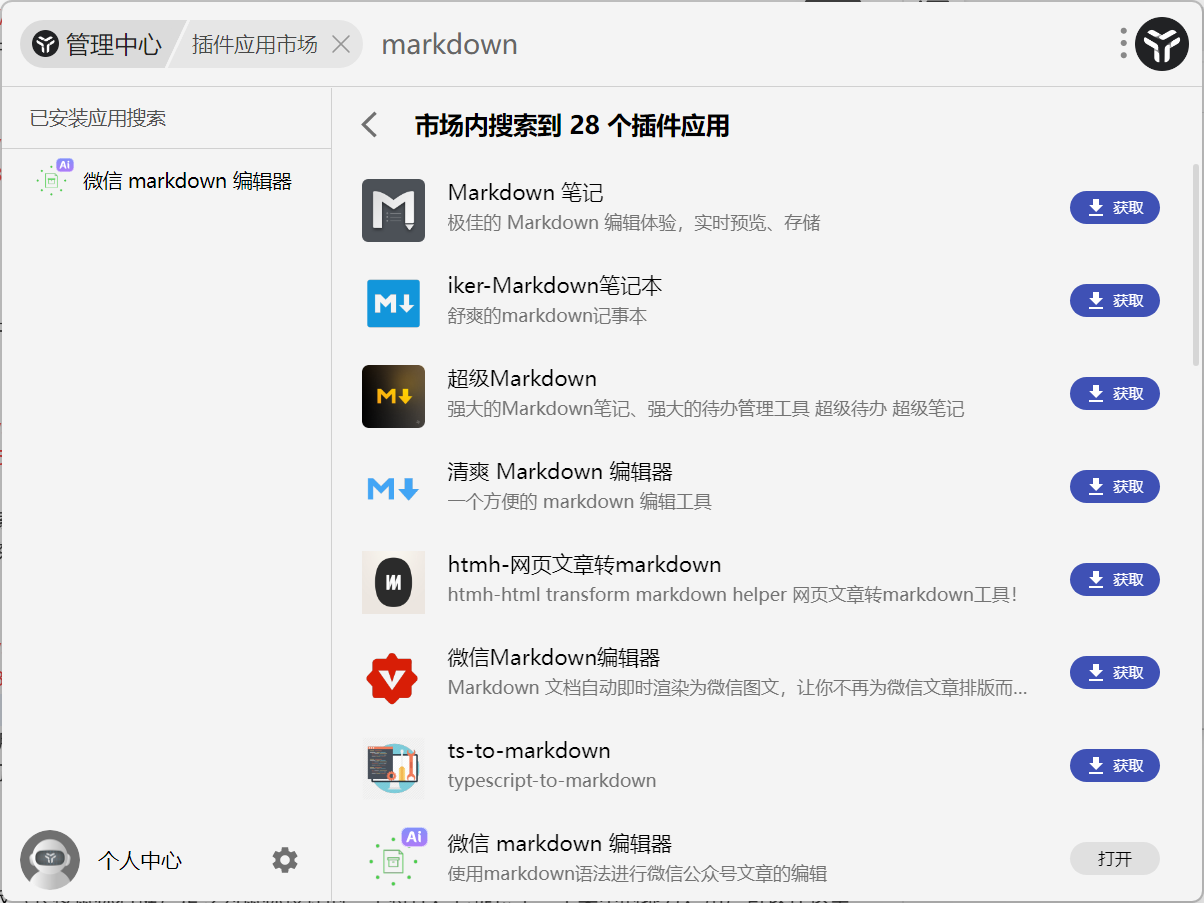 管理中心
插件应用市场
markdown
已安装应用搜索
Ai
微信 markdown 编辑器
市场内搜索到 28 个插件应用
Markdown 笔记
极佳的 Markdown 编辑体验，实时预览、存储
获取
iker-Markdown笔记本
舒爽的markdown记事本
获取
超级Markdown
强大的Markdown笔记、强大的待办管理工具 超级待办 超级笔记
获取
清爽 Markdown 编辑器
一个方便的 markdown 编辑工具
获取
htmh-网页文章转markdown
htmh-html transform markdown helper 网页文章转markdown工具！
获取
微信Markdown编辑器
Markdown 文档自动即时渲染为微信图文，让你不再为微信文章排版而...
获取
ts-to-markdown
typescript-to-markdown
获取
Ai
微信 markdown 编辑器
使用markdown语法进行微信公众号文章的编辑
打开
个人中心